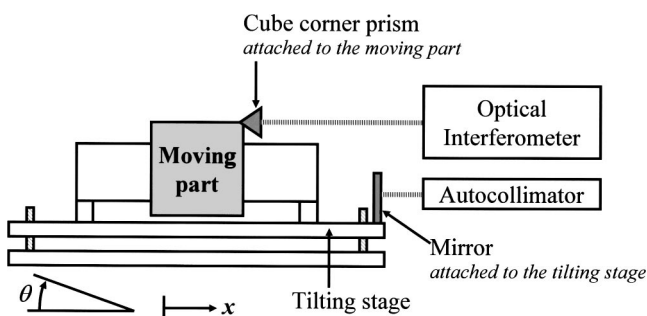 Cube corner prism
attached to the moving part
Optical
Interferometer
Moving
part
Autocollimator
Mirror
attached to the tilting stage
θ
x
Tilting stage